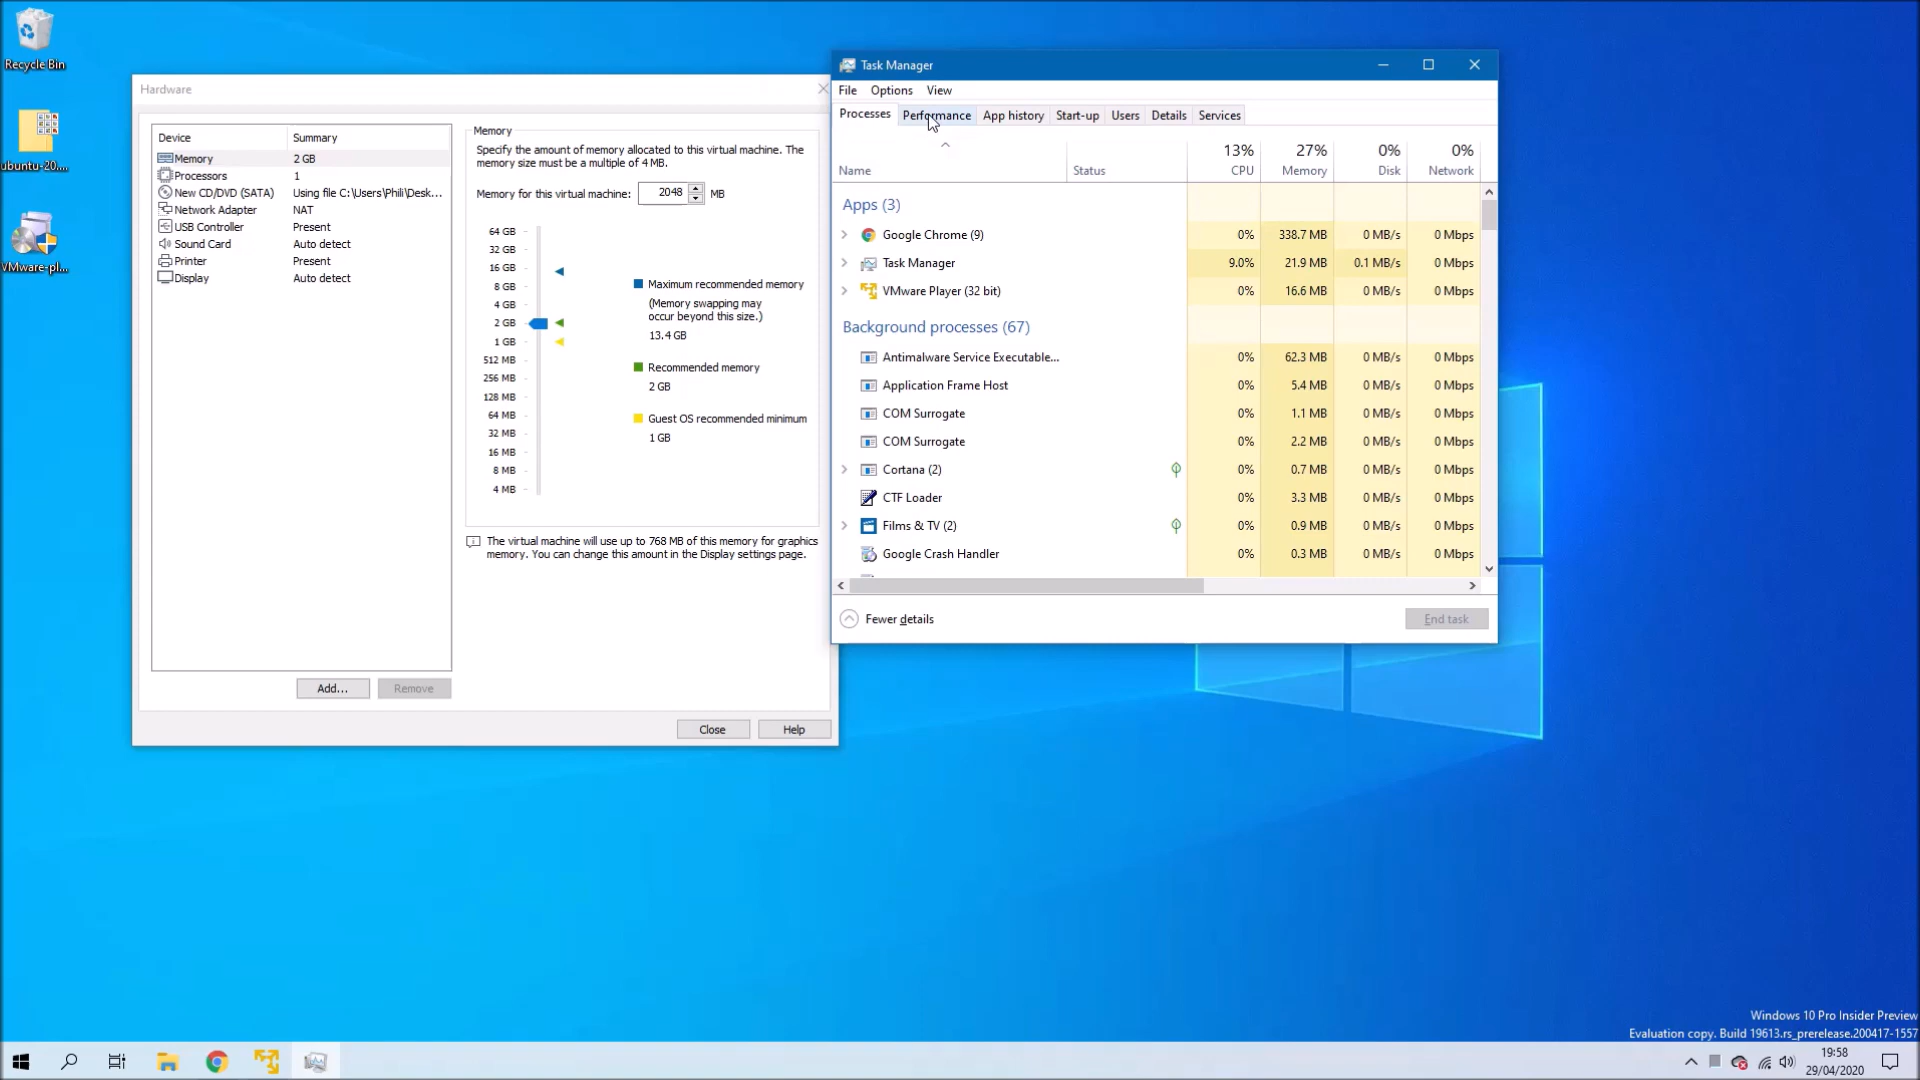 Recycle Bin
ubuntu-20....
VMware-pl...
Hardware
Device
Summary
Memory
2 GB
Processors
1
New CD/DVD (SATA)
Using file C:\Users\Phili\Desk...
Network Adapter
NAT
USB Controller
Present
Sound Card
Auto detect
Printer
Present
Display
Auto detect
Add...
Remove
Memory
Specify the amount of memory allocated to this virtual machine. The
memory size must be a multiple of 4 MB.
Memory for this virtual machine:
2048
MB
64 GB
32 GB
16 GB
8 GB
4 GB
2 GB
1 GB
512 MB
256 MB
128 MB
64 MB
32 MB
16 MB
8 MB
4 MB
Maximum recommended memory
(Memory swapping may
occur beyond this size.)
13.4 GB
Recommended memory
2 GB
Guest OS recommended minimum
1 GB
The virtual machine will use up to 768 MB of this memory for graphics
memory. You can change this amount in the Display settings page.
Close
Help
Task Manager
File
Options
View
Processes
Performance
App history
Start-up
Users
Details
Services
13%
27%
0%
0%
Name
Status
CPU
Memory
Disk
Network
Apps (3)
Google Chrome (9)
0%
338.7 MB
0 MB/s
0 Mbps
Task Manager
9.0%
21.9 MB
0.1 MB/s
0 Mbps
VMware Player (32 bit)
0%
16.6 MB
0 MB/s
0 Mbps
Background processes (67)
Antimalware Service Executable...
0%
62.3 MB
0 MB/s
0 Mbps
Application Frame Host
0%
5.4 MB
0 MB/s
0 Mbps
COM Surrogate
0%
1.1 MB
0 MB/s
0 Mbps
COM Surrogate
0%
2.2 MB
0 MB/s
0 Mbps
Cortana (2)
0%
0.7 MB
0 MB/s
0 Mbps
CTF Loader
0%
3.3 MB
0 MB/s
0 Mbps
Films & TV (2)
0%
0.9 MB
0 MB/s
0 Mbps
Google Crash Handler
0%
0.3 MB
0 MB/s
0 Mbps
Fewer details
End task
Windows 10 Pro Insider Preview
Evaluation copy. Build 19613.rs_prerelease.200417-1557
19:58
29/04/2020